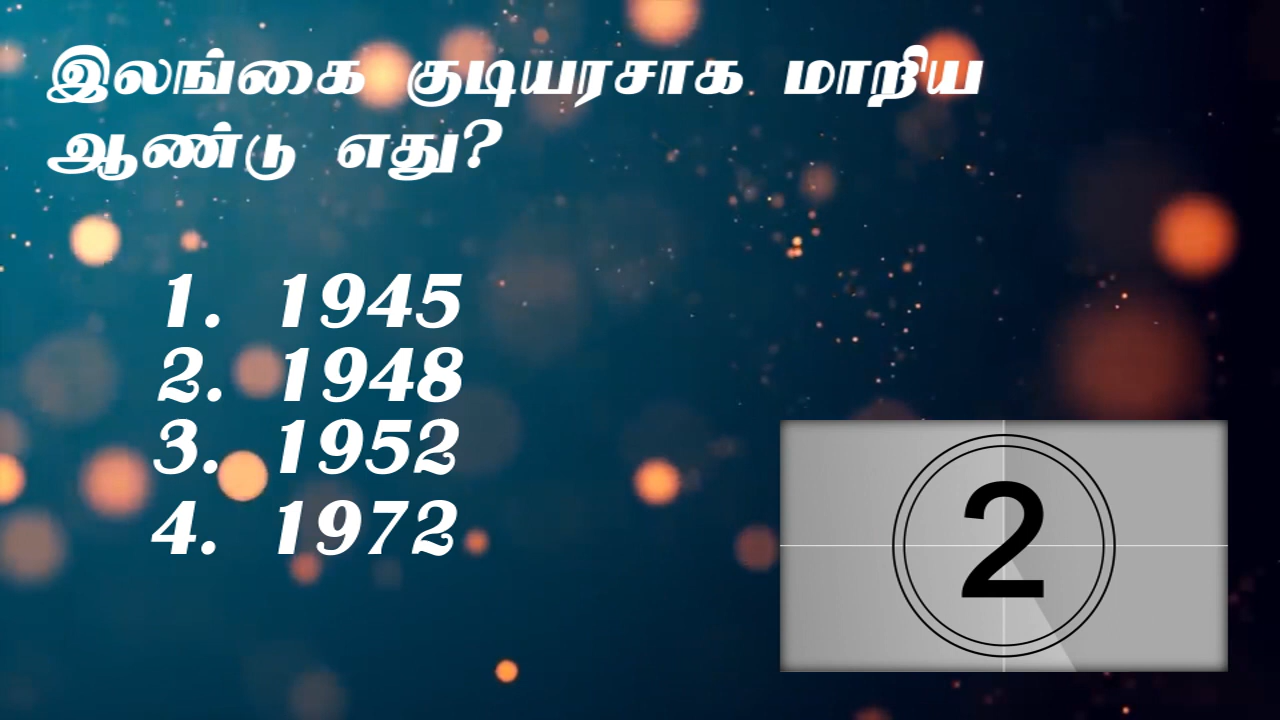 இலங்கை குடியரசாக மாறிய
ஆண்டு எது?
1. 1945
2. 1948
3. 1952
4. 1972
2